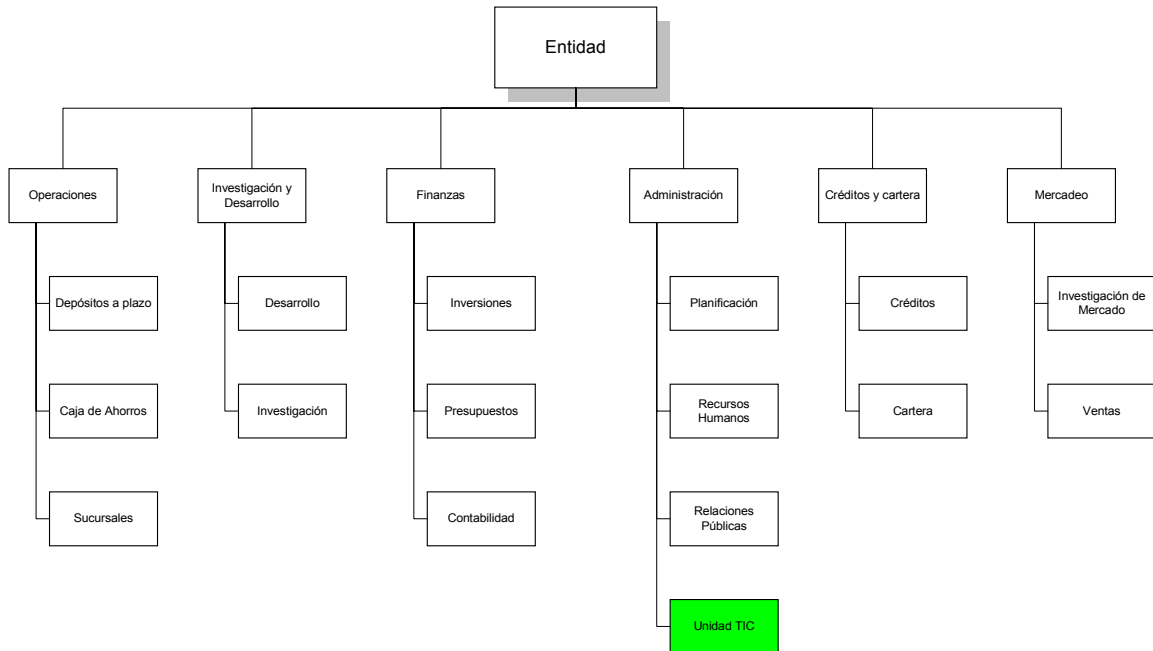 Entidad
Operaciones
Investigación y
Desarrollo
Finanzas
Administración
Créditos y cartera
Mercadeo
Depósitos a plazo
Desarrollo
Inversiones
Planificación
Créditos
Investigación de
Mercado
Caja de Ahorros
Investigación
Presupuestos
Recursos
Humanos
Cartera
Ventas
Sucursales
Contabilidad
Relaciones
Públicas
Unidad TIC